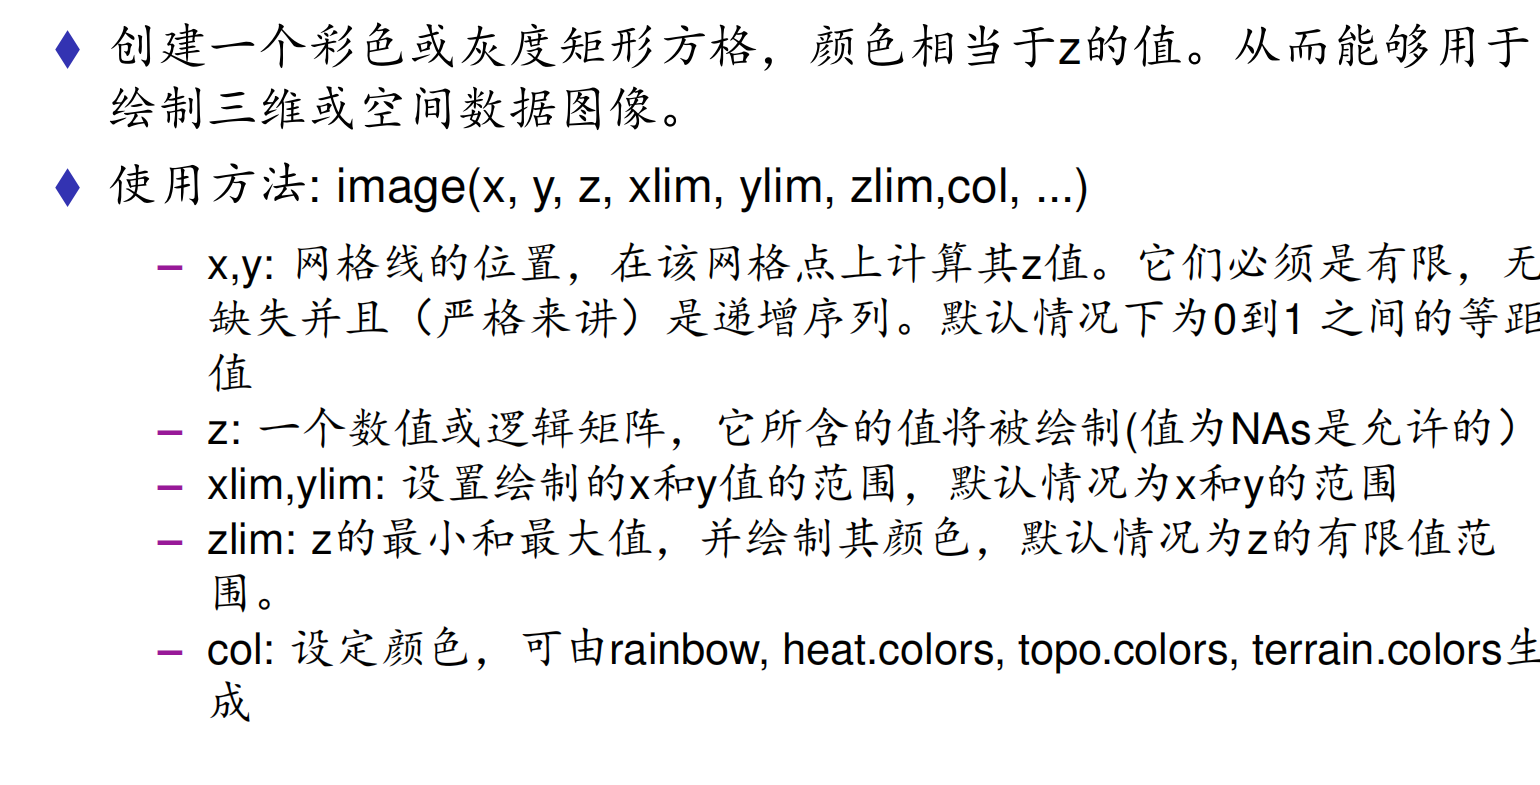 创建一个彩色或灰度矩形方格，颜色相当于z的值。从而能够用于
绘制三维或空间数据图像。
使用方法: image(x, y, z, xlim, ylim, zlim,col, ...)
– x,y: 网格线的位置，在该网格点上计算其z值。它们必须是有限，无
缺失并且（严格来讲）是递增序列。默认情况下为0到1 之间的等距
值
– z: 一个数值或逻辑矩阵，它所含的值将被绘制(值为NAs是允许的）
– xlim,ylim: 设置绘制的x和y值的范围，默认情况为x和y的范围
– zlim: z的最小和最大值，并绘制其颜色，默认情况为z的有限值范
围。
– col: 设定颜色，可由rainbow, heat.colors, topo.colors, terrain.colors生
成